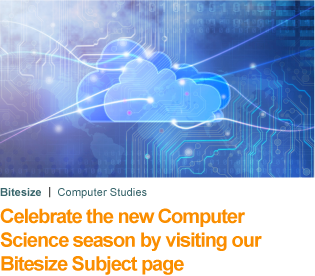 Bitesize | Computer Studies
Celebrate the new Computer
Science season by visiting our
Bitesize Subject page